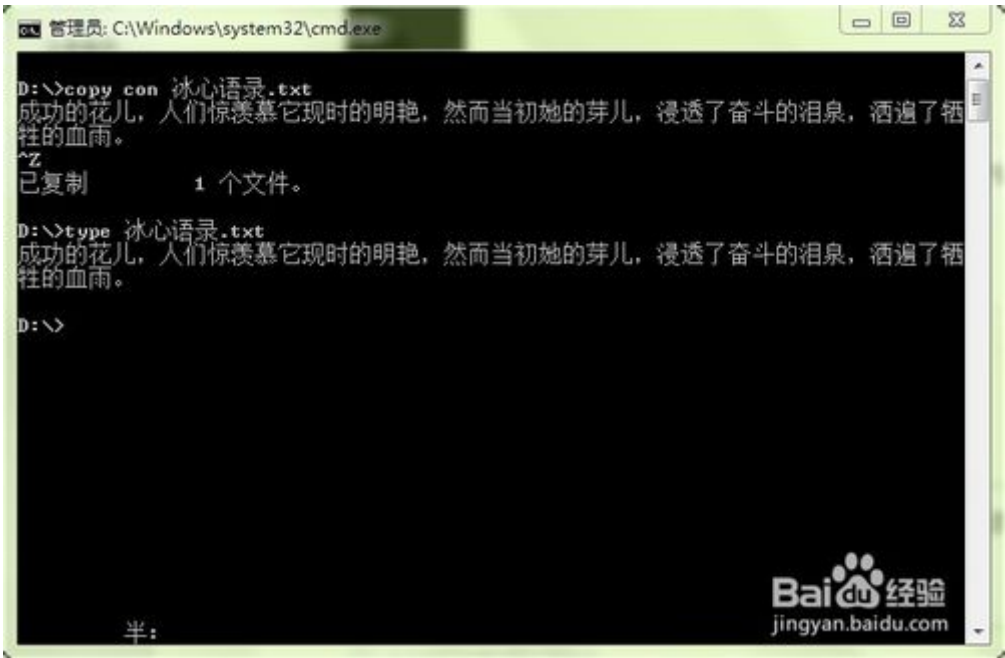 管理员: C:\Windows\system32\cmd.exe
D:\>copy con 冰心语录.txt
成功的花儿，人们惊羡慕它现时的明艳，然而当初她的芽儿，浸透了奋斗的泪泉，洒遍了牺
牲的血雨。
^Z
已复制 1 个文件。
D:\>type 冰心语录.txt
成功的花儿，人们惊羡慕它现时的明艳，然而当初她的芽儿，浸透了奋斗的泪泉，洒遍了牺
牲的血雨。
D:\>
Bai du 经验
jingyan.baidu.com
半: